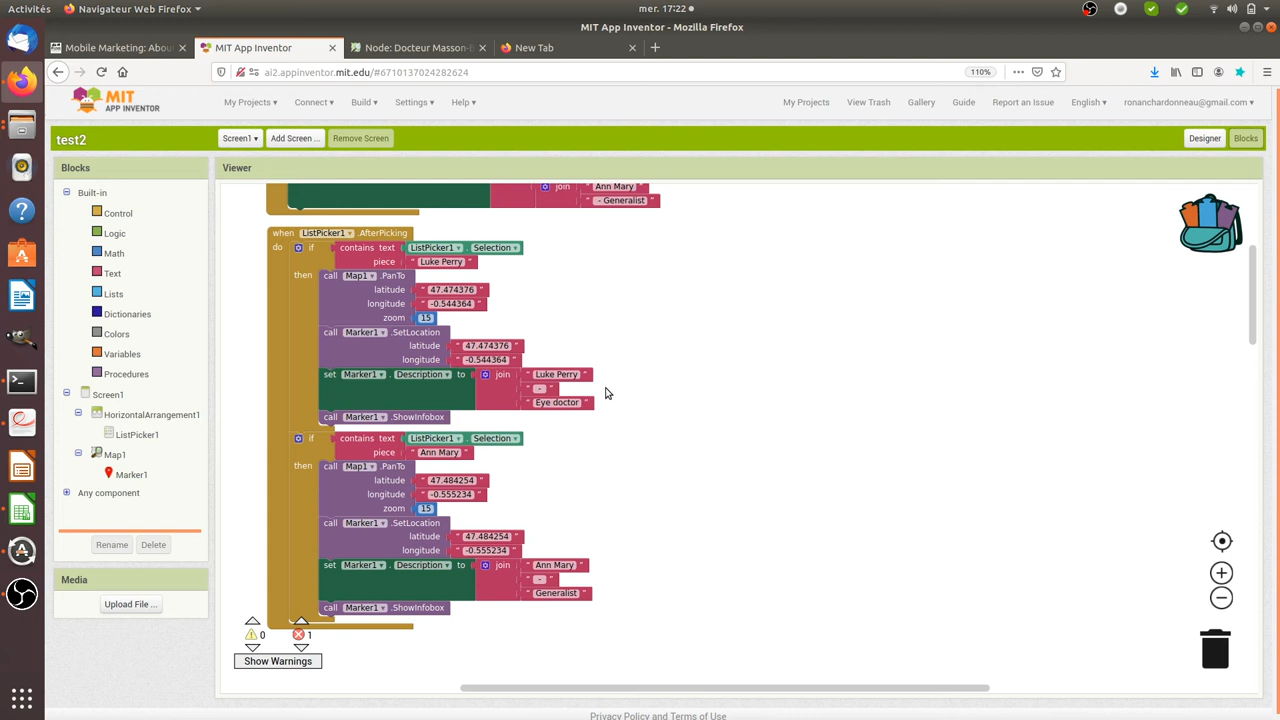 Activités
Navigateur Web Firefox
mer. 17:22
MIT App Inventor - Mozilla Firefox
Mobile Marketing: Abou
MIT App Inventor
Node: Docteur Masson-E
New Tab
ai2.appinventor.mit.edu/#6710137024282624
110%
MIT
APP INVENTOR
My Projects
Connect
Build
Settings
Help
My Projects
View Trash
Gallery
Guide
Report an Issue
English
ronanchardonneau@gmail.com
test2
Screen1
Add Screen ...
Remove Screen
Designer
Blocks
Blocks
Viewer
Built-in
Control
Logic
Math
Text
Lists
Dictionaries
Colors
Variables
Procedures
Screen1
HorizontalArrangement1
ListPicker1
Map1
Marker1
Any component
Rename
Delete
Media
Upload File ...
join " Ann Mary "
" - Generalist "
when ListPicker1 .AfterPicking
do if contains text ListPicker1 . Selection
piece " Luke Perry "
then call Map1 .PanTo
latitude " 47.474376 "
longitude " -0.544364 "
zoom 15
call Marker1 .SetLocation
latitude " 47.474376 "
longitude " -0.544364 "
set Marker1 . Description to join " Luke Perry "
" - "
" Eye doctor "
call Marker1 .ShowInfobox
if contains text ListPicker1 . Selection
piece " Ann Mary "
then call Map1 .PanTo
latitude " 47.484254 "
longitude " -0.555234 "
zoom 15
call Marker1 .SetLocation
latitude " 47.484254 "
longitude " -0.555234 "
set Marker1 . Description to join " Ann Mary "
" - "
" Generalist "
call Marker1 .ShowInfobox
0 1
Show Warnings
Privacy Policy and Terms of Use